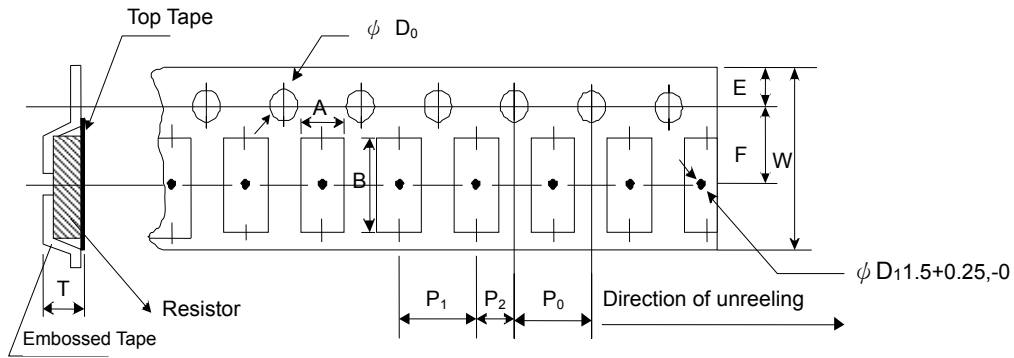 Top Tape
ϕ D₀
E
A
F
W
B
ϕ D₁1.5+0.25,-0
T
Resistor
P₁
P₂
P₀
Direction of unreeling
Embossed Tape